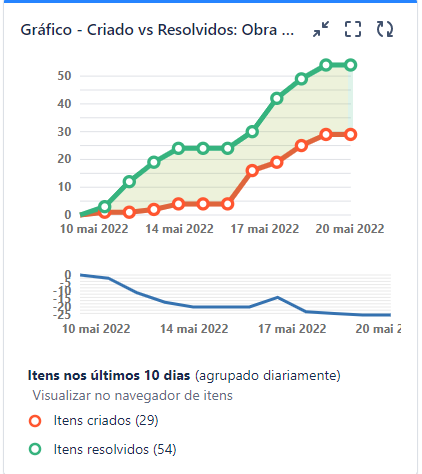 Gráfico - Criado vs Resolvidos: Obra ...
50
40
30
20
10
0
10 mai 2022 14 mai 2022 17 mai 2022 20 mai 2022
0
-5
-10
-15
-20
-25
10 mai 2022 14 mai 2022 17 mai 2022 20 mai 2
Itens nos últimos 10 dias (agrupado diariamente)
Visualizar no navegador de itens
Itens criados (29)
Itens resolvidos (54)